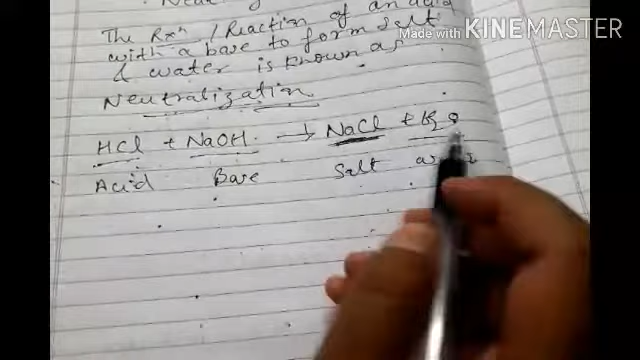 Made with KINEMASTER
The Rxn / Reaction of an acid
with a base to form salt
& water is known as
Neutralization
HCl + NaOH → NaCl + H2O
Acid Base Salt